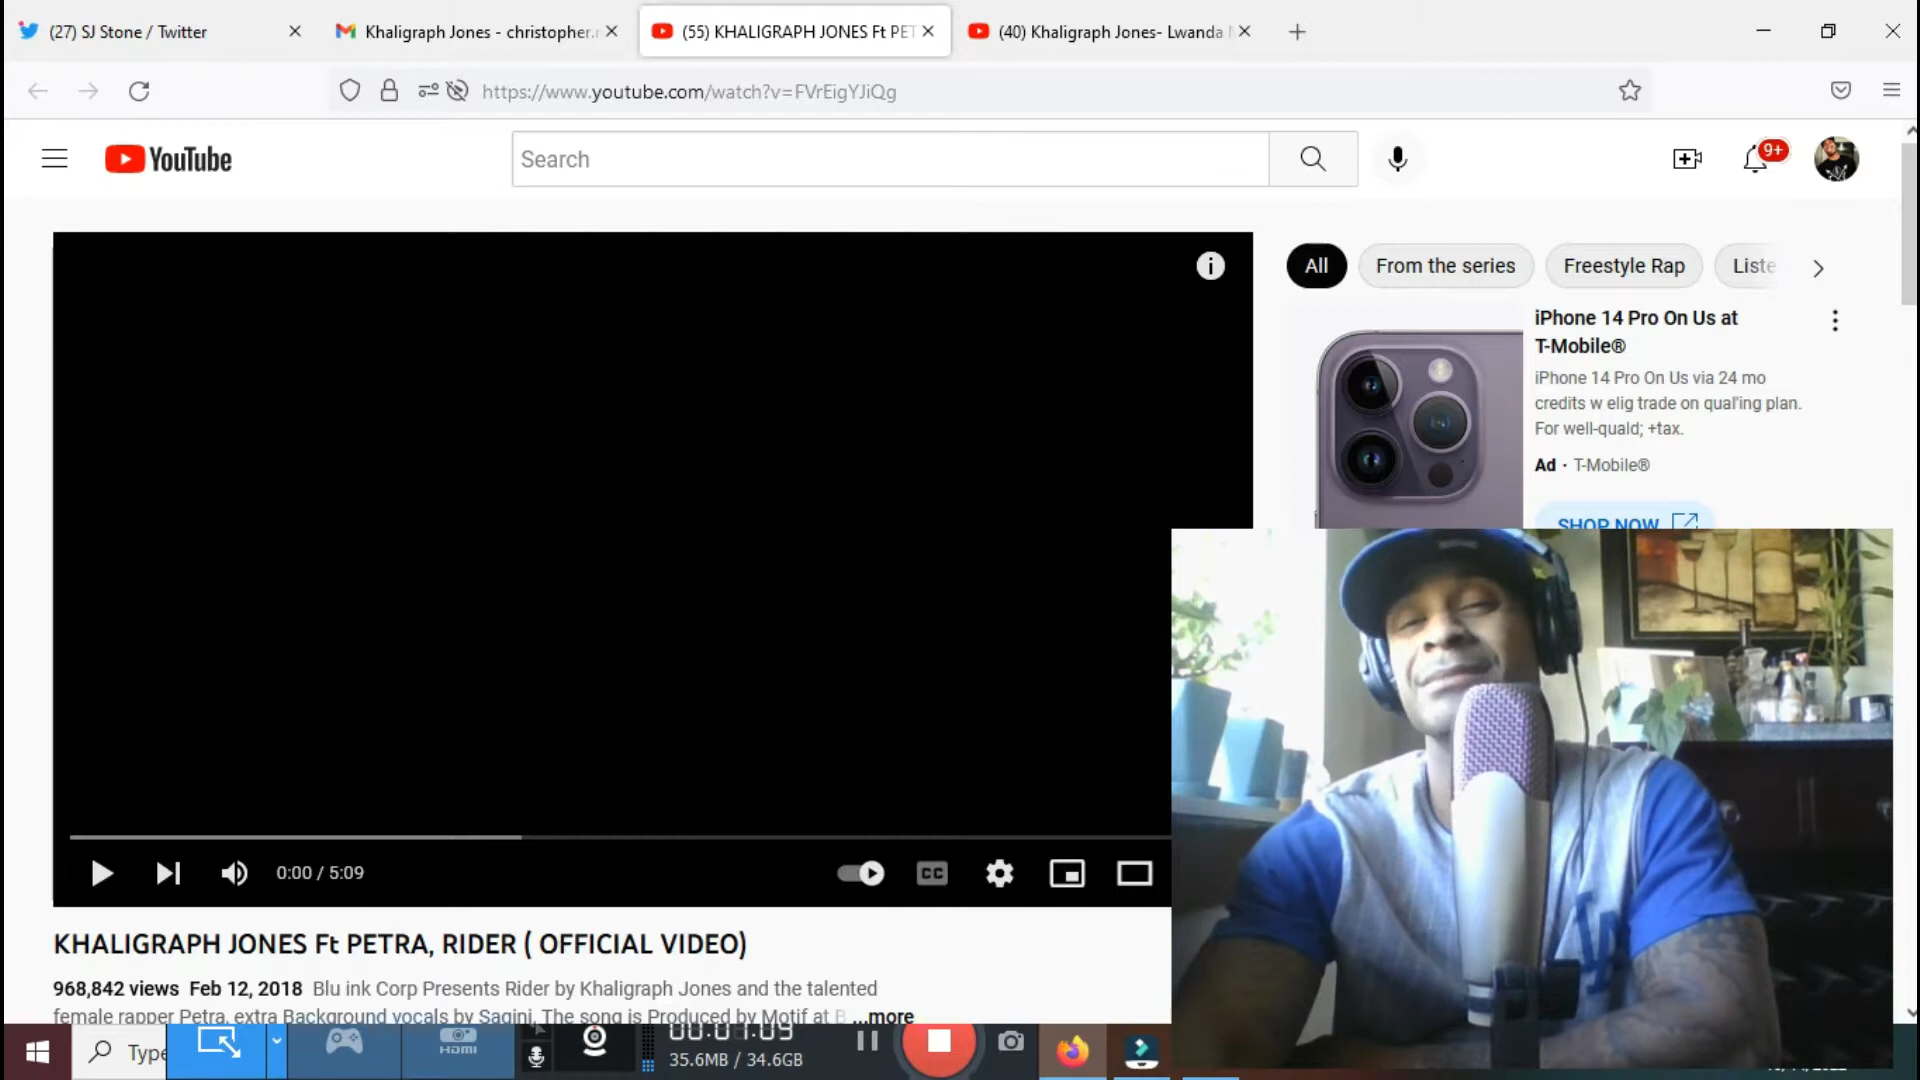 (27) SJ Stone / Twitter
Khaligraph Jones - christopher.
(55) KHALIGRAPH JONES Ft PET
(40) Khaligraph Jones- Lwanda
https://www.youtube.com/watch?v=FVrEigYJiQg
YouTube
Search
9+
All
From the series
Freestyle Rap
Liste
iPhone 14 Pro On Us at
T-Mobile®
iPhone 14 Pro On Us via 24 mo
credits w elig trade on qual'ing plan.
For well-quald; +tax.
Ad · T-Mobile®
SHOP NOW
0:00 / 5:09
CC
KHALIGRAPH JONES Ft PETRA, RIDER ( OFFICIAL VIDEO)
968,842 views Feb 12, 2018 Blu ink Corp Presents Rider by Khaligraph Jones and the talented
female rapper Petra, extra Background vocals by Sagini, The song is Produced by Motif at B ...more
Type
HDMI
35.6MB / 34.6GB
LA